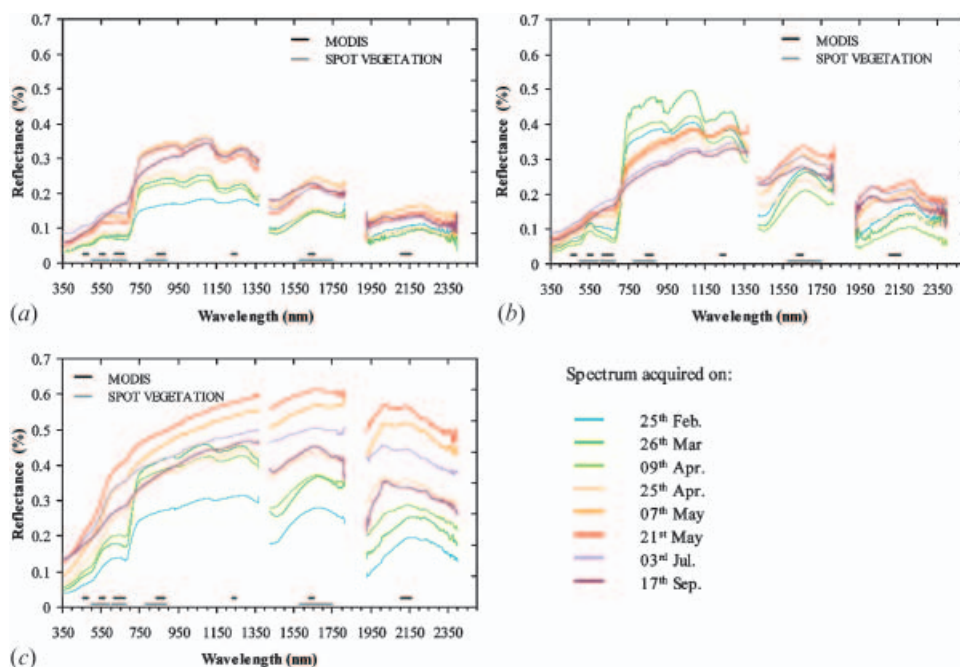 0.7
0.6
0.5
0.4
0.3
0.2
0.1
0
Reflectance (%)
MODIS
SPOT VEGETATION
350 550 750 950 1150 1350 1550 1750 1950 2150 2350
Wavelength (nm)
(a)
0.7
0.6
0.5
0.4
0.3
0.2
0.1
0
Reflectance (%)
MODIS
SPOT VEGETATION
350 550 750 950 1150 1350 1550 1750 1950 2150 2350
Wavelength (nm)
(b)
0.7
0.6
0.5
0.4
0.3
0.2
0.1
0
Reflectance (%)
MODIS
SPOT VEGETATION
350 550 750 950 1150 1350 1550 1750 1950 2150 2350
Wavelength (nm)
(c)
Spectrum acquired on:
25th Feb.
26th Mar
09th Apr.
25th Apr.
07th May
21st May
03rd Jul.
17th Sep.